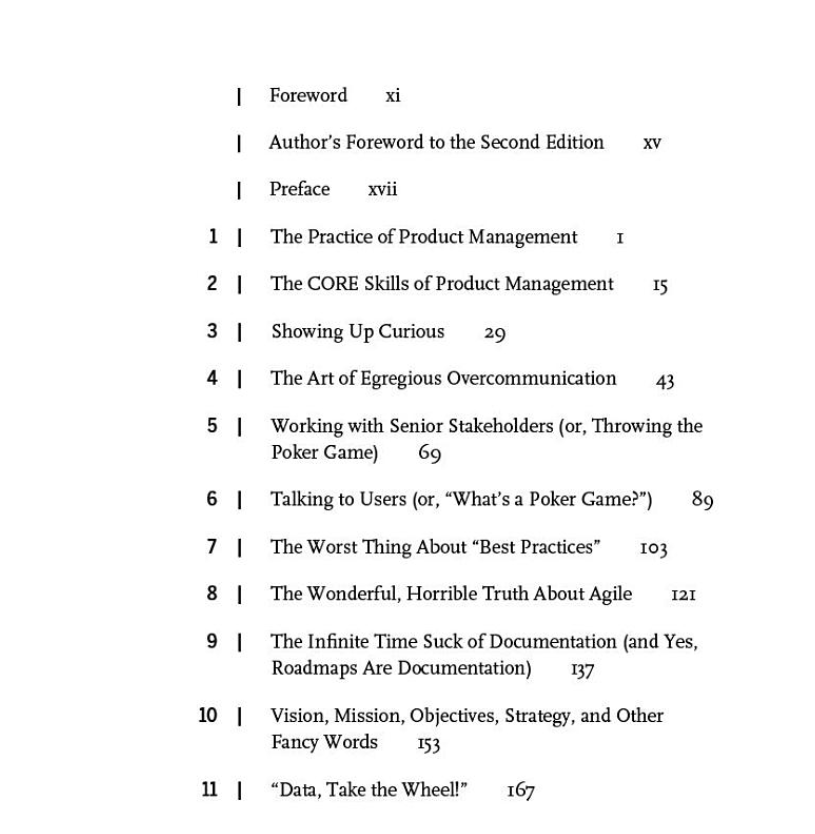 | Foreword xi
| Author’s Foreword to the Second Edition xv
| Preface xvii
1 | The Practice of Product Management 1
2 | The CORE Skills of Product Management 15
3 | Showing Up Curious 29
4 | The Art of Egregious Overcommunication 43
5 | Working with Senior Stakeholders (or, Throwing the
Poker Game) 69
6 | Talking to Users (or, “What’s a Poker Game?”) 89
7 | The Worst Thing About “Best Practices” 103
8 | The Wonderful, Horrible Truth About Agile 121
9 | The Infinite Time Suck of Documentation (and Yes,
Roadmaps Are Documentation) 137
10 | Vision, Mission, Objectives, Strategy, and Other
Fancy Words 153
11 | “Data, Take the Wheel!” 167